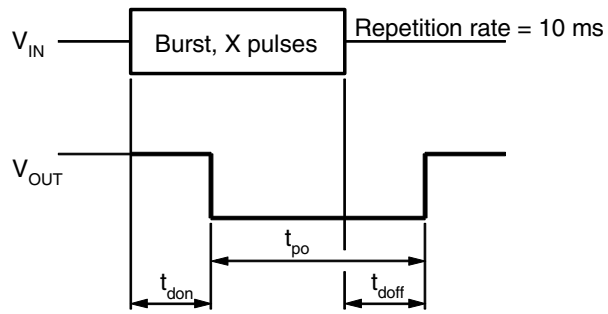 V_IN
Burst, X pulses
Repetition rate = 10 ms
V_OUT
t_po
t_don
t_doff